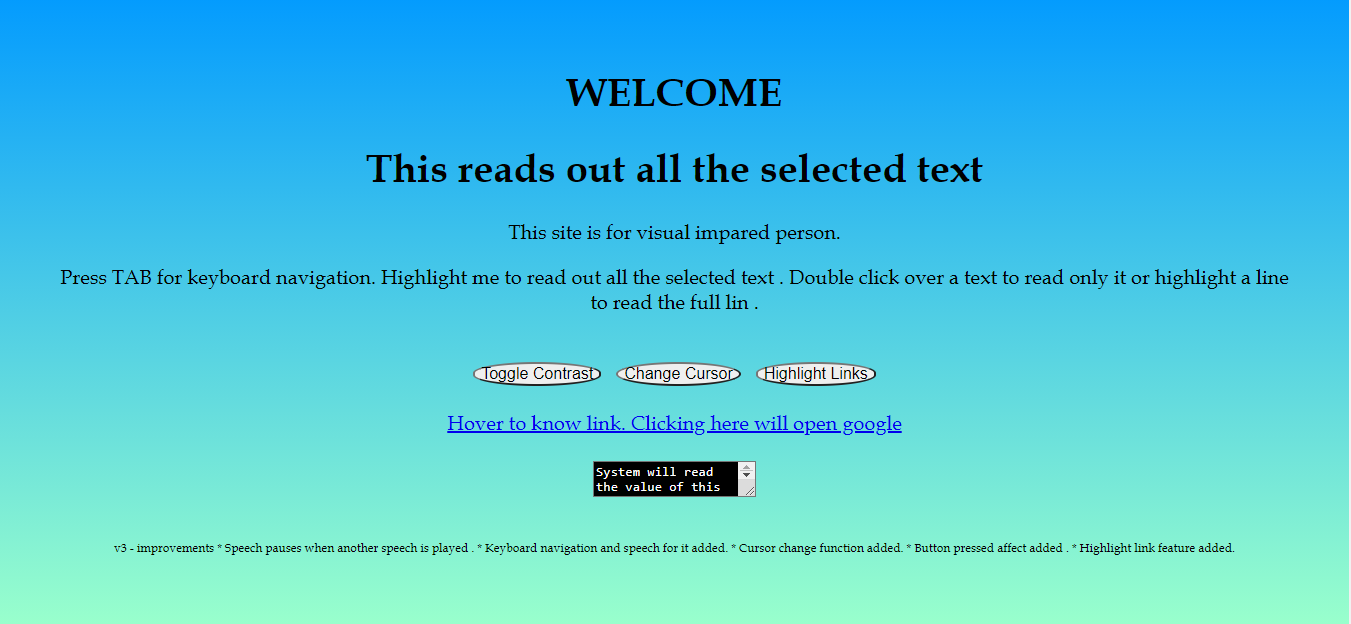 WELCOME
This reads out all the selected text
This site is for visual impared person.
Press TAB for keyboard navigation. Highlight me to read out all the selected text . Double click over a text to read only it or highlight a line
to read the full lin .
Toggle Contrast Change Cursor Highlight Links
Hover to know link. Clicking here will open google
System will read
the value of this
v3 - improvements * Speech pauses when another speech is played . * Keyboard navigation and speech for it added. * Cursor change function added. * Button pressed affect added . * Highlight link feature added.